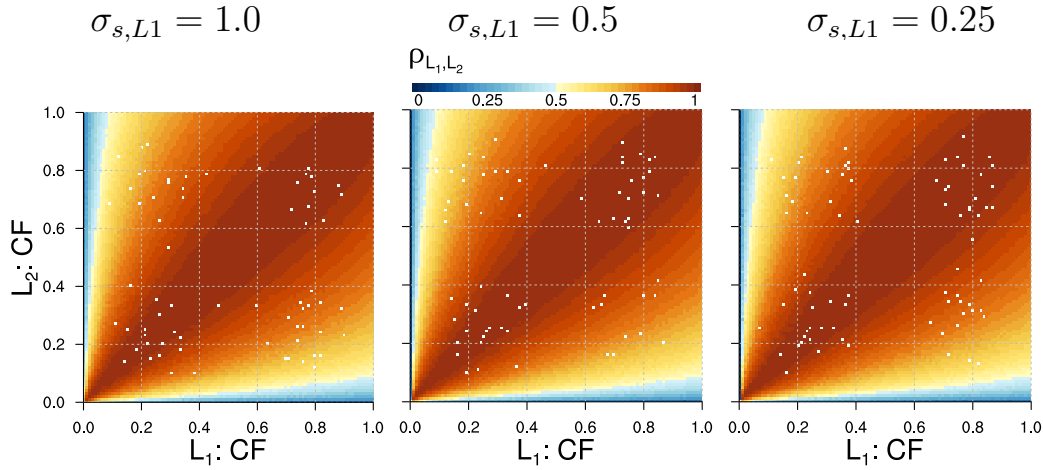 σ_{s,L1} = 1.0
σ_{s,L1} = 0.5
σ_{s,L1} = 0.25
ρ_{L₁,L₂}
0 0.25 0.5 0.75 1
L₂: CF
1.0
0.8
0.6
0.4
0.2
0.0
0.0 0.2 0.4 0.6 0.8 1.0
L₁: CF
0.0 0.2 0.4 0.6 0.8 1.0
L₁: CF
0.0 0.2 0.4 0.6 0.8 1.0
L₁: CF